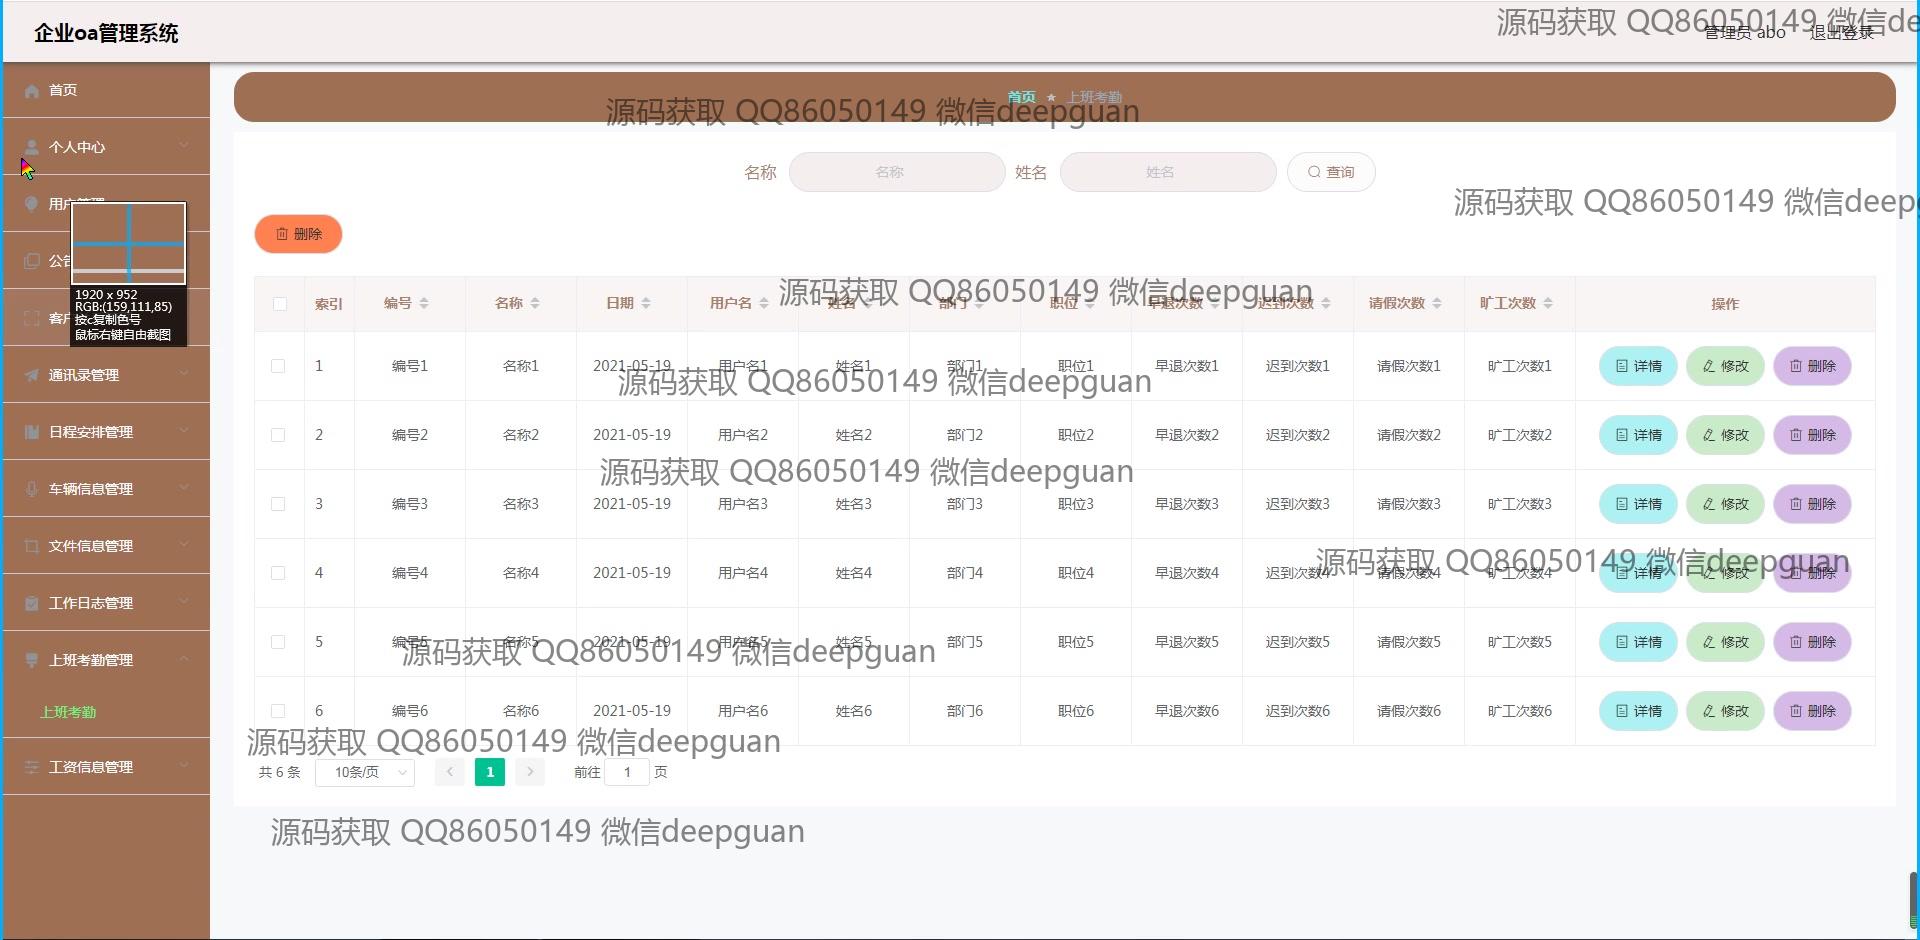 企业oa管理系统
源码获取 QQ86050149 微信de
管理员 abo 退出登录
首页
首页 ★ 上班考勤
源码获取 QQ86050149 微信deepguan
个人中心
名称 名称 姓名 姓名 查询
用户管理
源码获取 QQ86050149 微信deepg
删除
公告
1920 x 952
RGB:(159,111,85)
按c复制色号
鼠标右键自由截图
客户
源码获取 QQ86050149 微信deepguan
索引 编号 名称 日期 用户名 姓名 部门 职位 早退次数 迟到次数 请假次数 旷工次数 操作
1 编号1 名称1 2021-05-19 用户名1 姓名1 部门1 职位1 早退次数1 迟到次数1 请假次数1 旷工次数1 详情 修改 删除
通讯录管理
源码获取 QQ86050149 微信deepguan
日程安排管理
2 编号2 名称2 2021-05-19 用户名2 姓名2 部门2 职位2 早退次数2 迟到次数2 请假次数2 旷工次数2 详情 修改 删除
源码获取 QQ86050149 微信deepguan
车辆信息管理
3 编号3 名称3 2021-05-19 用户名3 姓名3 部门3 职位3 早退次数3 迟到次数3 请假次数3 旷工次数3 详情 修改 删除
文件信息管理
源码获取 QQ86050149 微信deepguan
4 编号4 名称4 2021-05-19 用户名4 姓名4 部门4 职位4 早退次数4 迟到次数4 请假次数4 旷工次数4 详情 修改 删除
工作日志管理
5 编号5 名称5 2021-05-19 用户名5 姓名5 部门5 职位5 早退次数5 迟到次数5 请假次数5 旷工次数5 详情 修改 删除
源码获取 QQ86050149 微信deepguan
上班考勤管理
上班考勤
6 编号6 名称6 2021-05-19 用户名6 姓名6 部门6 职位6 早退次数6 迟到次数6 请假次数6 旷工次数6 详情 修改 删除
源码获取 QQ86050149 微信deepguan
工资信息管理
共 6 条 10条/页 1 前往 1 页
源码获取 QQ86050149 微信deepguan